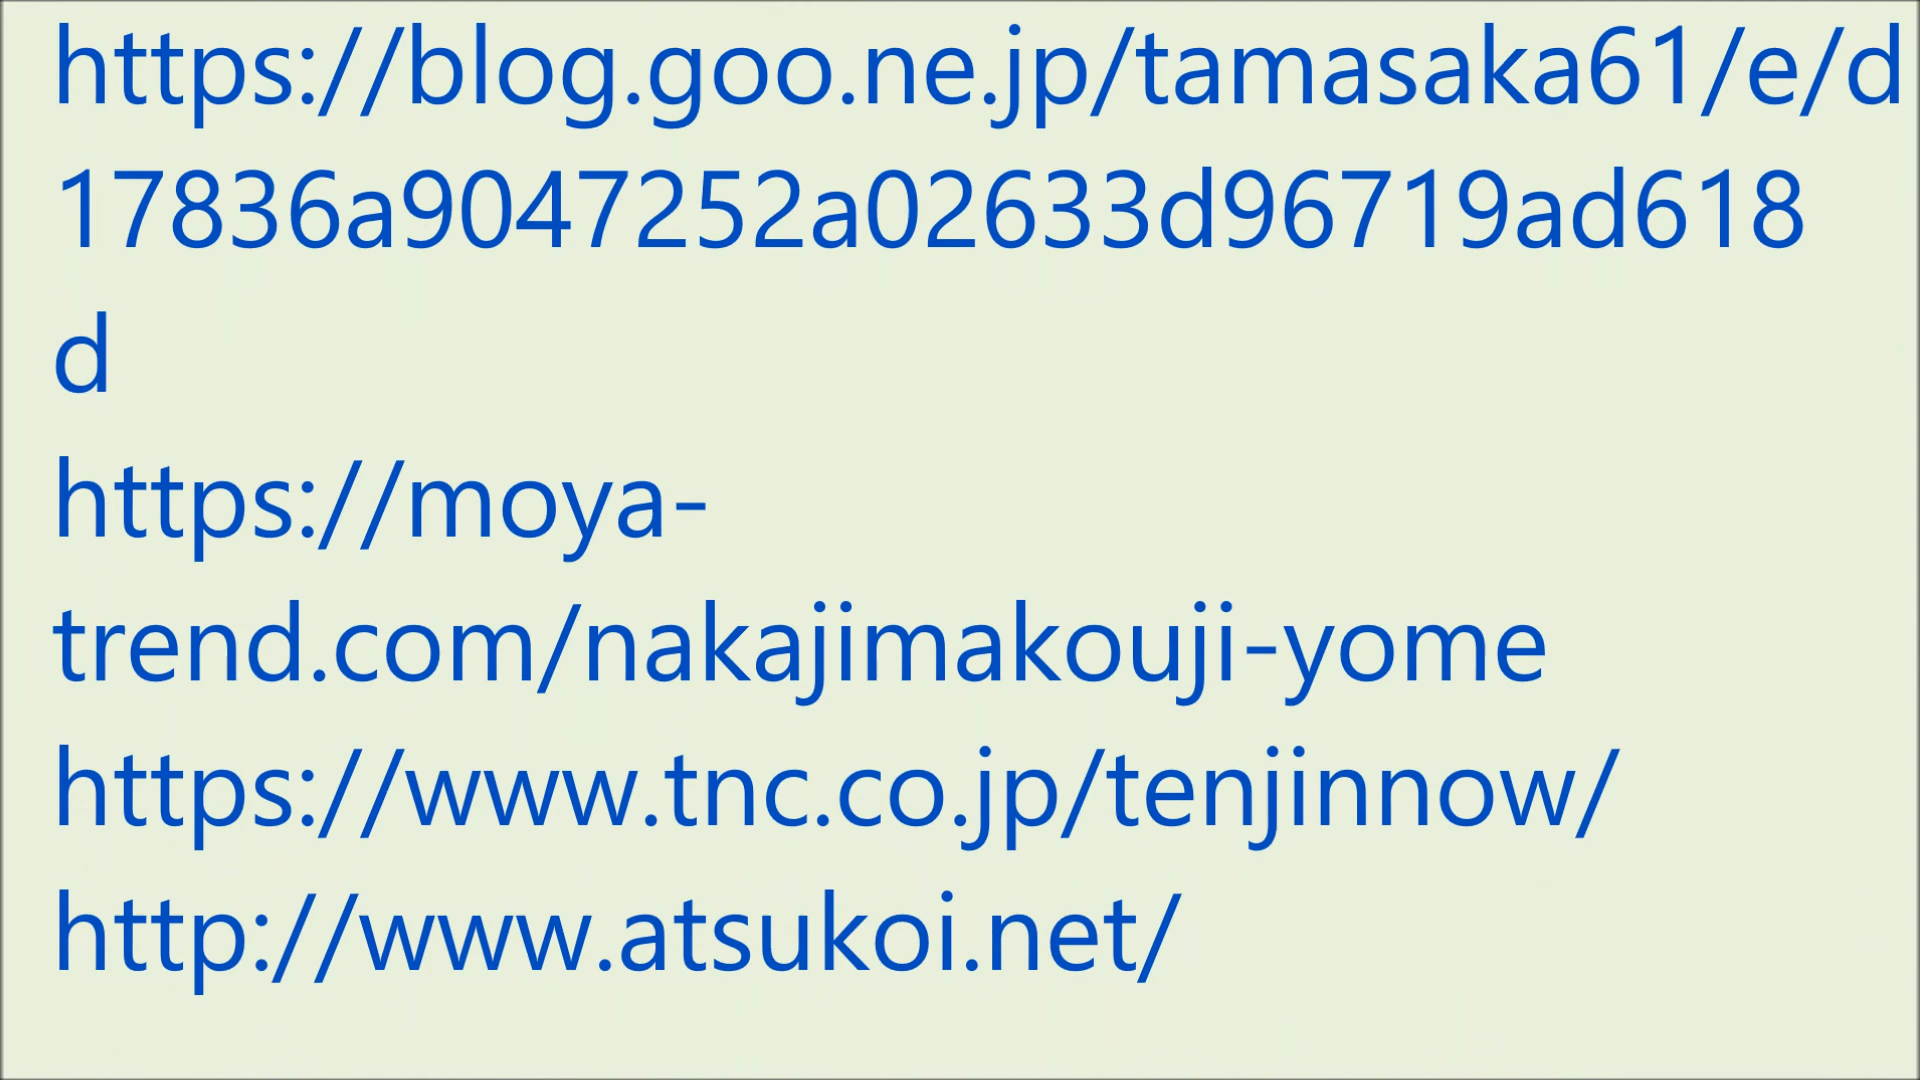 https://blog.goo.ne.jp/tamasaka61/e/d
17836a9047252a02633d96719ad618
d
https://moya-
trend.com/nakajimakouji-yome
https://www.tnc.co.jp/tenjinnow/
http://www.atsukoi.net/